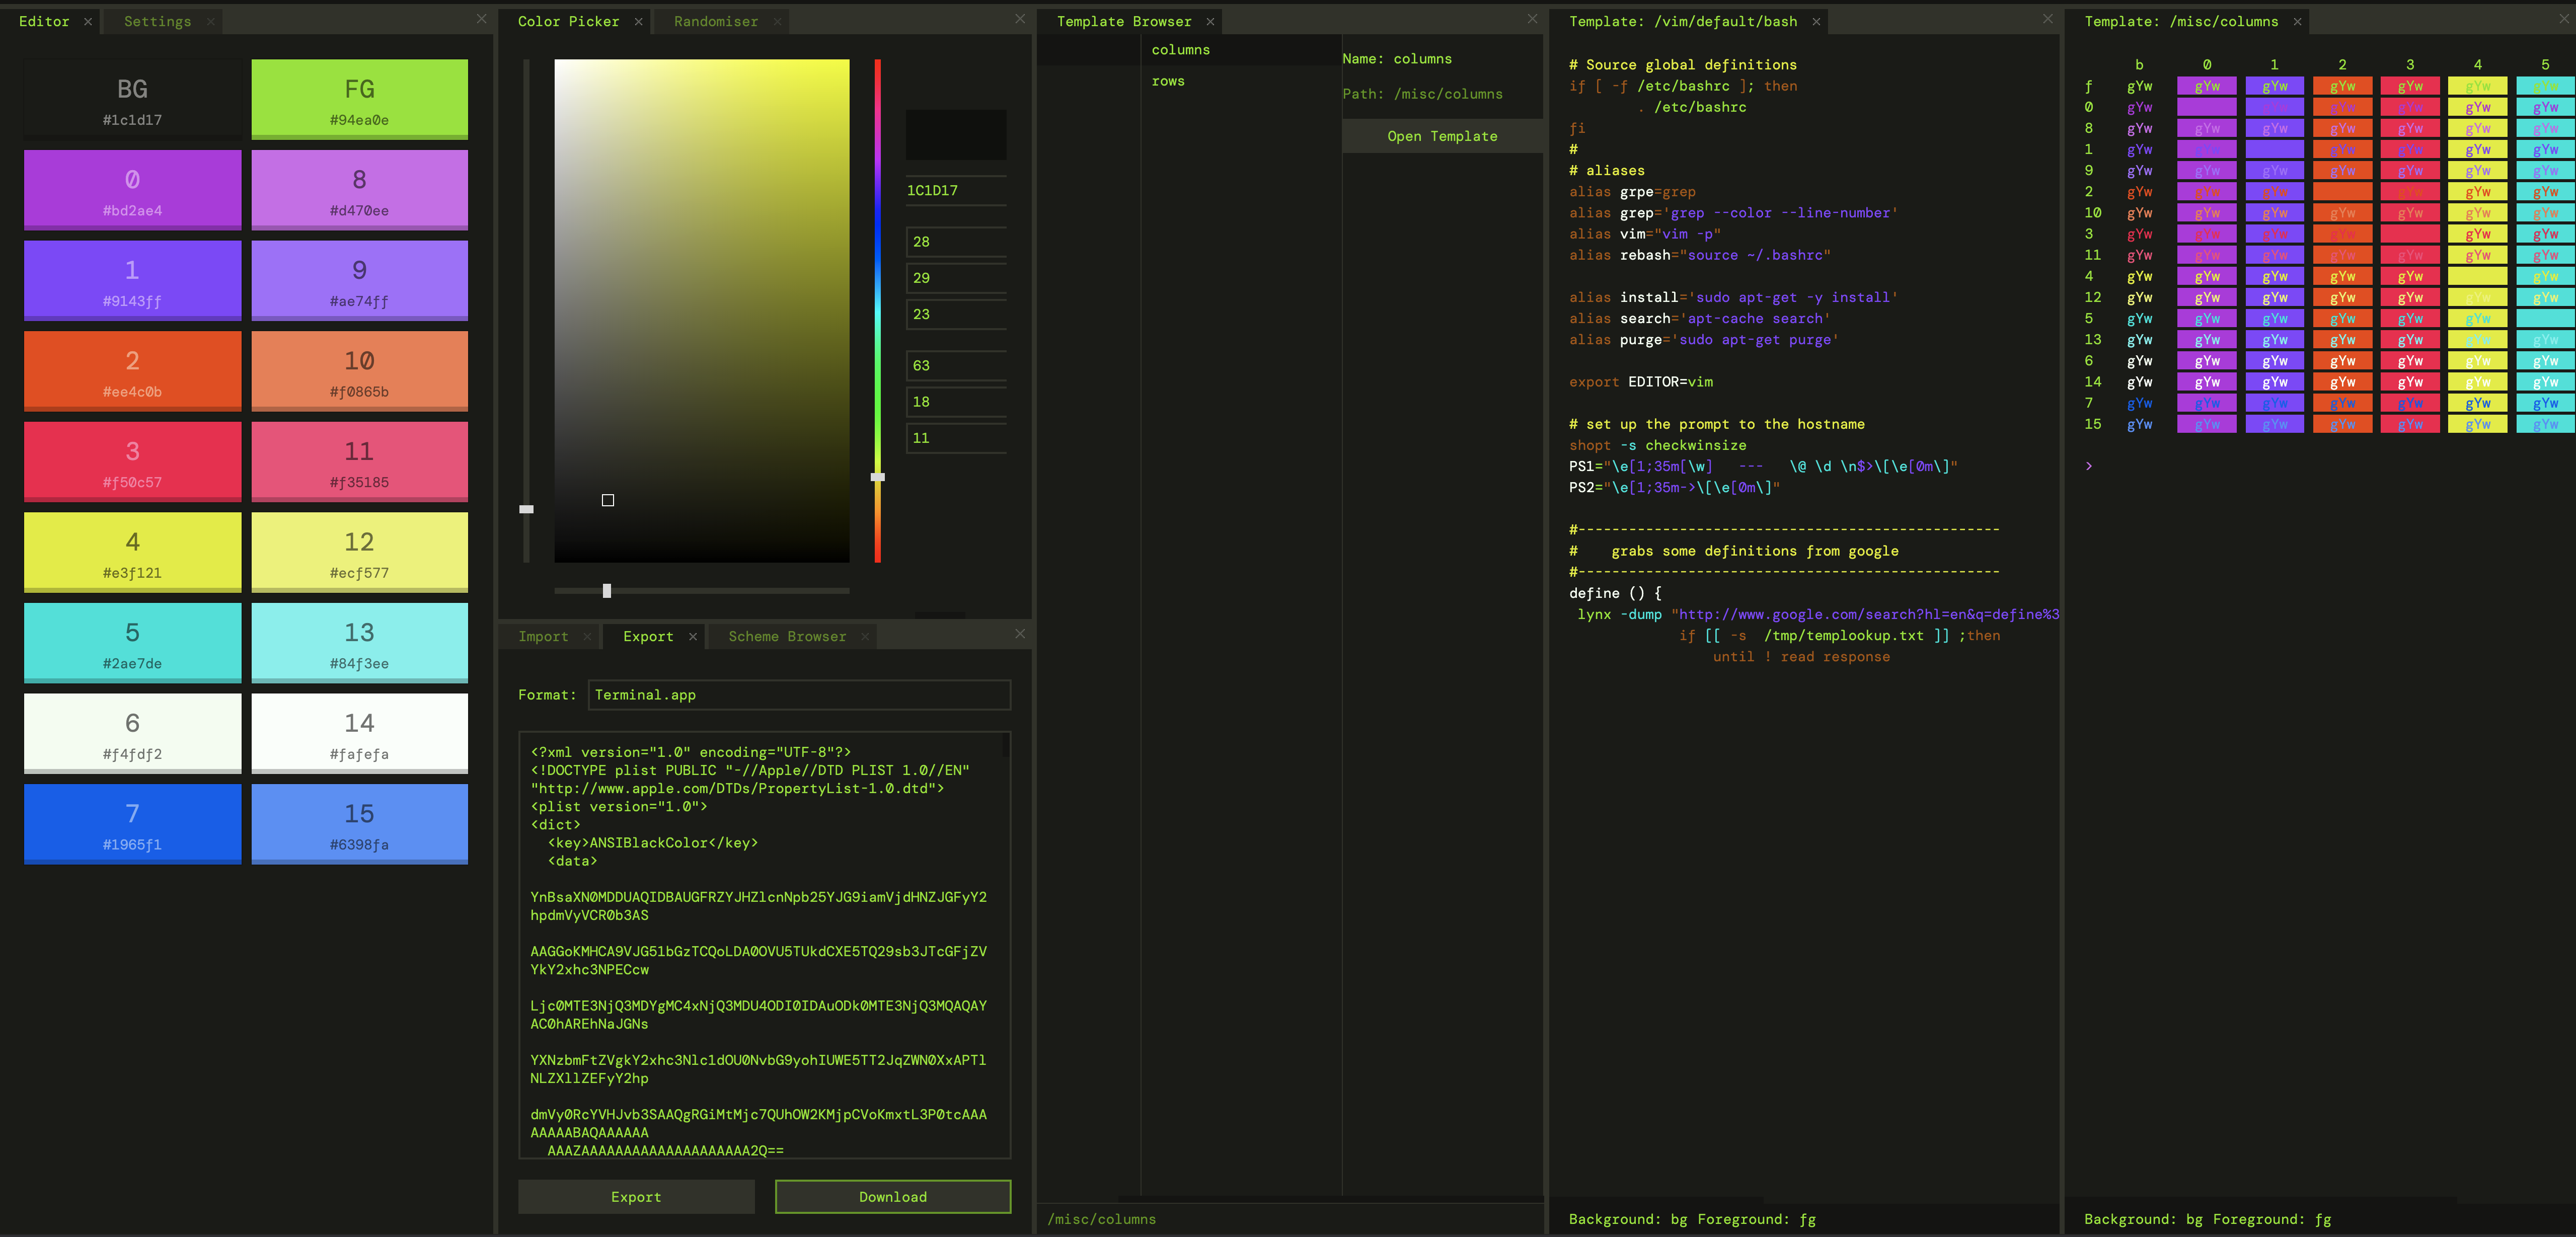 Editor × Settings ×
BG
#1c1d17
FG
#94ea0e
0
#bd2ae4
8
#d470ee
1
#9143ff
9
#ae74ff
2
#ee4c0b
10
#f0865b
3
#f50c57
11
#f35185
4
#e3f121
12
#ecf577
5
#2ae7de
13
#84f3ee
6
#f4fdf2
14
#fafefa
7
#1965f1
15
#6398fa
Color Picker × Randomiser ×
1C1D17
28
29
23
63
18
11
Import × Export × Scheme Browser ×
Format: Terminal.app
<?xml version="1.0" encoding="UTF-8"?>
<!DOCTYPE plist PUBLIC "-//Apple//DTD PLIST 1.0//EN"
"http://www.apple.com/DTDs/PropertyList-1.0.dtd">
<plist version="1.0">
<dict>
  <key>ANSIBlackColor</key>
  <data>
YnBsaXN0MDDUAQIDBAUGFRZYJHZlcnNpb25YJG9iamVjdHNZJGFyY2
hpdmVyVCR0b3AS
AAGGoKMHCA9VJG51bGzTCQoLDA0OVU5TUkdCXE5TQ29sb3JTcGFjZV
YkY2xhc3NPECcw
Ljc0MTE3NjQ3MDYgMC4xNjQ3MDU4ODI0IDAuODk0MTE3NjQ3MQAQAY
AC0hAREhNaJGNs
YXNzbmFtZVgkY2xhc3Nlc1dOU0NvbG9yohIUWE5TT2JqZWN0XxAPTl
NLZXllZEFyY2hp
dmVy0RcYVHJvb3SAAQgRGiMtMjc7QUhOW2KMjpCVoKmxtL3P0tcAAA
AAAAABAQAAAAAA
  AAAZAAAAAAAAAAAAAAAAAAAA2Q==
Export
Download
Template Browser ×
columns
rows
Name: columns
Path: /misc/columns
Open Template
/misc/columns
Template: /vim/default/bash ×
# Source global definitions
if [ -f /etc/bashrc ]; then
        . /etc/bashrc
fi
#
# aliases
alias grpe=grep
alias grep='grep --color --line-number'
alias vim="vim -p"
alias rebash="source ~/.bashrc"
alias install='sudo apt-get -y install'
alias search='apt-cache search'
alias purge='sudo apt-get purge'
export EDITOR=vim
# set up the prompt to the hostname
shopt -s checkwinsize
PS1="\e[1;35m[\w]   ---   \@ \d \n$>\[\e[0m\]"
PS2="\e[1;35m->\[\e[0m\]"
#--------------------------------------------------
#    grabs some definitions from google
#--------------------------------------------------
define () {
 lynx -dump "http://www.google.com/search?hl=en&q=define%3
             if [[ -s  /tmp/templookup.txt ]] ;then
                 until ! read response
Background: bg Foreground: fg
Template: /misc/columns ×
b 0 1 2 3 4 5
f gYw gYw gYw gYw gYw gYw gYw
0 gYw gYw gYw gYw gYw gYw
8 gYw gYw gYw gYw gYw gYw gYw
1 gYw gYw gYw gYw gYw gYw
9 gYw gYw gYw gYw gYw gYw gYw
2 gYw gYw gYw gYw gYw gYw
10 gYw gYw gYw gYw gYw gYw gYw
3 gYw gYw gYw gYw gYw gYw
11 gYw gYw gYw gYw gYw gYw gYw
4 gYw gYw gYw gYw gYw gYw
12 gYw gYw gYw gYw gYw gYw gYw
5 gYw gYw gYw gYw gYw gYw
13 gYw gYw gYw gYw gYw gYw gYw
6 gYw gYw gYw gYw gYw gYw gYw
14 gYw gYw gYw gYw gYw gYw gYw
7 gYw gYw gYw gYw gYw gYw gYw
15 gYw gYw gYw gYw gYw gYw gYw
>
Background: bg Foreground: fg